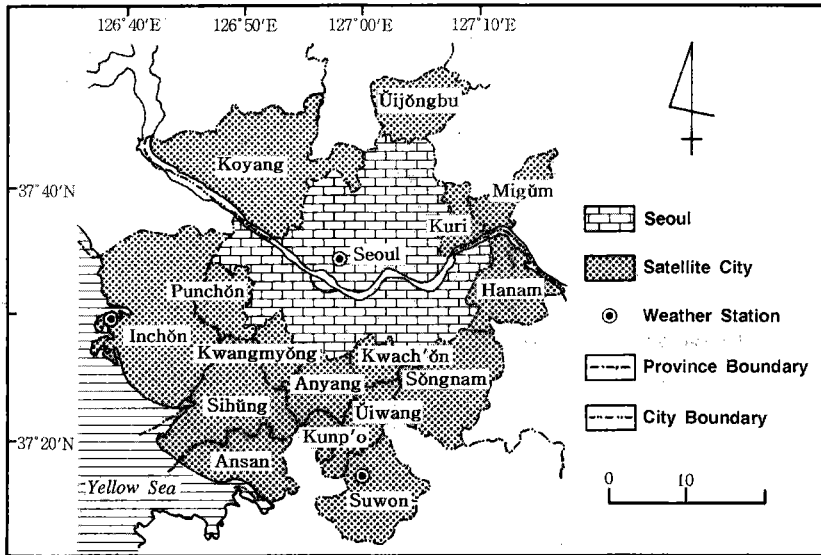 126°40'E 126°50'E 127°00'E 127°10'E
37°40'N
37°20'N
Ŭijŏngbu
Koyang
Migŭm
Kuri
Seoul
Punchŏn
Hanam
Inchŏn
Kwangmyŏng
Kwach'ŏn
Anyang
Sŏngnam
Sihŭng
Ŭiwang
Kunp'o
Ansan
Suwon
Yellow Sea
Seoul
Satellite City
Weather Station
Province Boundary
City Boundary
0 10